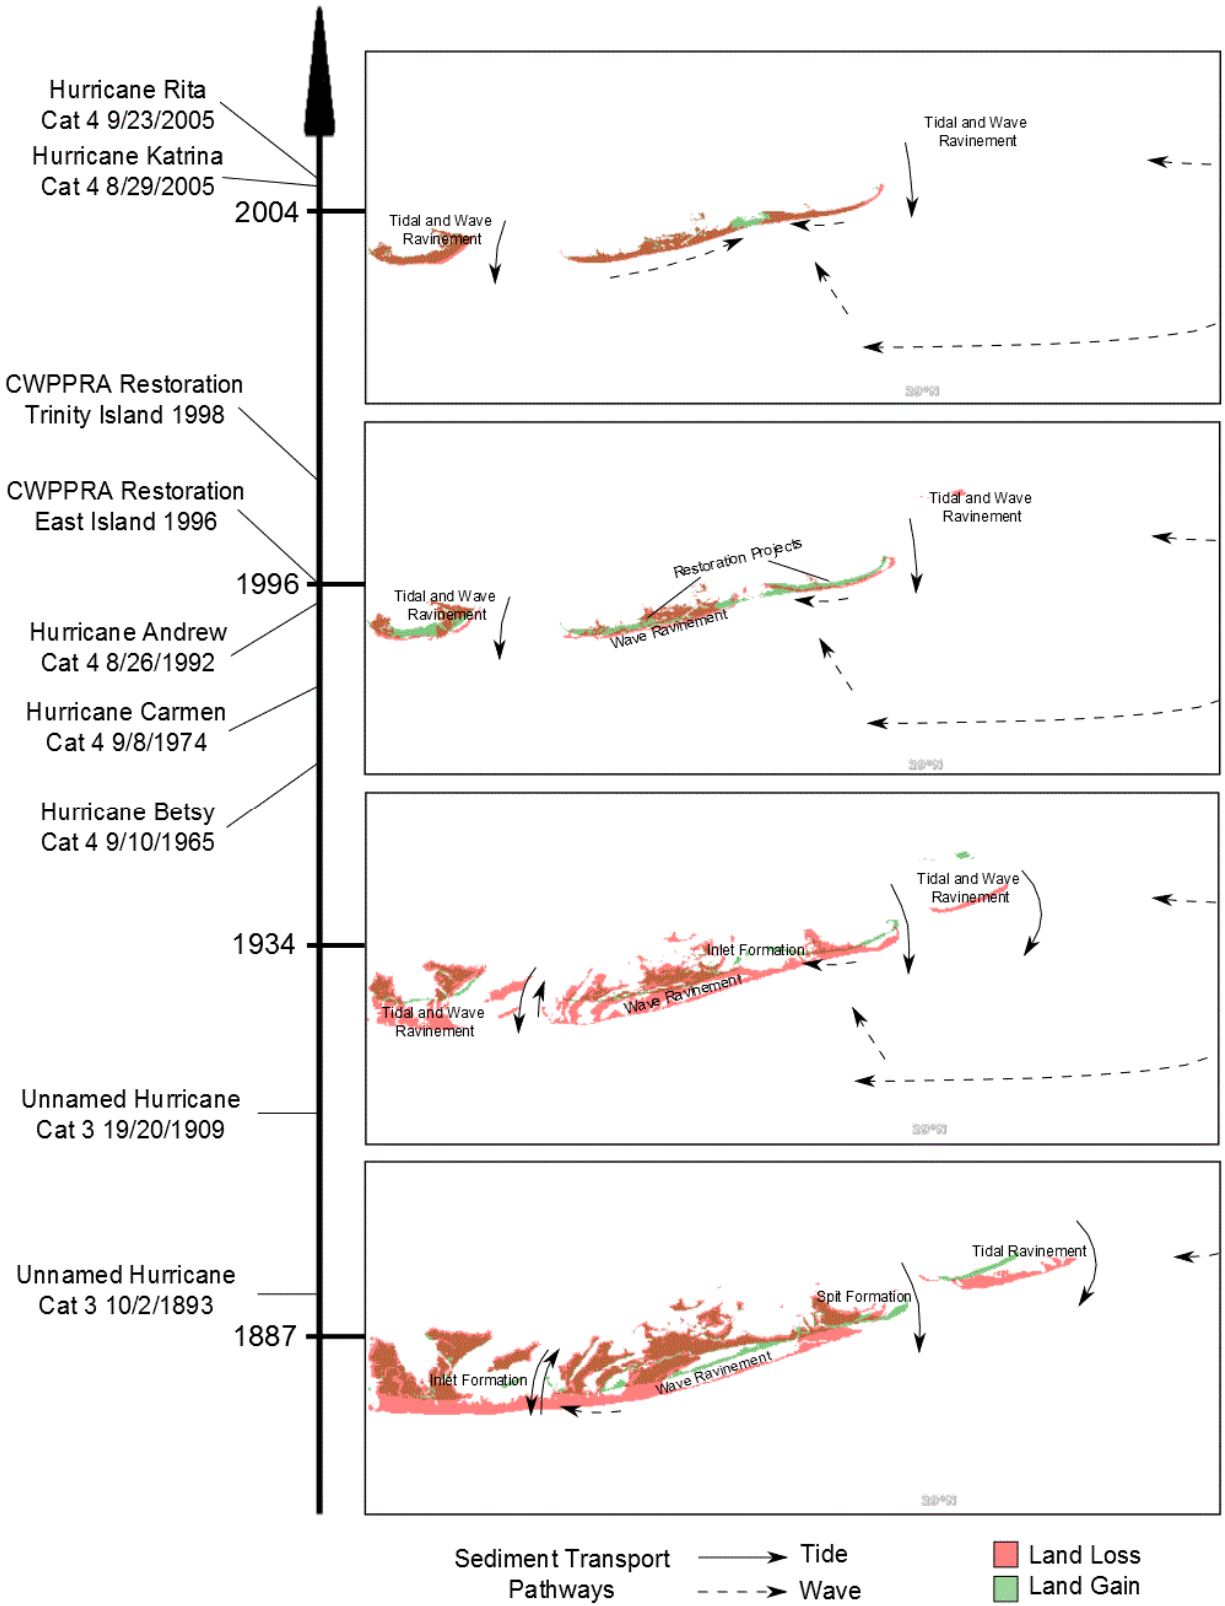 Hurricane Rita
Cat 4 9/23/2005
Hurricane Katrina
Cat 4 8/29/2005
2004
Tidal and Wave
Ravinement
Tidal and Wave
Ravinement
29°N
CWPPRA Restoration
Trinity Island 1998
CWPPRA Restoration
East Island 1996
1996
Hurricane Andrew
Cat 4 8/26/1992
Hurricane Carmen
Cat 4 9/8/1974
Hurricane Betsy
Cat 4 9/10/1965
Tidal and Wave
Ravinement
Restoration Projects
Tidal and Wave
Ravinement
Wave Ravinement
29°N
1934
Tidal and Wave
Ravinement
Inlet Formation
Wave Ravinement
Tidal and Wave
Ravinement
29°N
Unnamed Hurricane
Cat 3 19/20/1909
Unnamed Hurricane
Cat 3 10/2/1893
1887
Tidal Ravinement
Spit Formation
Inlet Formation
Wave Ravinement
29°N
Sediment Transport
Pathways
Tide
Wave
Land Loss
Land Gain